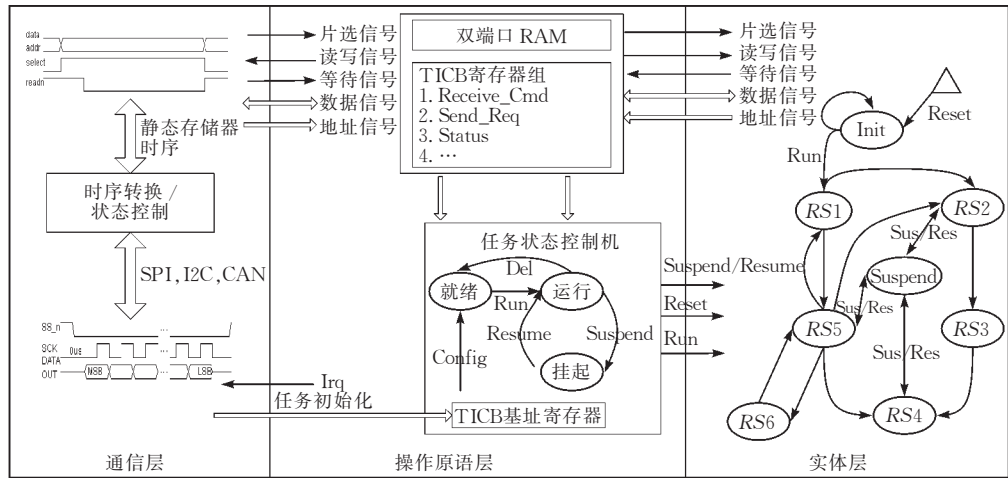 data
addr
select
readn
静态存储器
时序
时序转换/
状态控制
SPI,I2C,CAN
SS_n
SCK
0us
DATA
OUT
MSB
LSB
...
...
通信层
片选信号
读写信号
等待信号
数据信号
地址信号
双端口 RAM
TICB寄存器组
1. Receive_Cmd
2. Send_Req
3. Status
4. …
任务状态控制机
Del
就绪
Run
运行
Resume
Suspend
Config
挂起
TICB基址寄存器
Irq
任务初始化
操作原语层
片选信号
读写信号
等待信号
数据信号
地址信号
Suspend/Resume
Reset
Run
Reset
Init
Run
RS1
RS2
Sus/Res
Suspend
Sus/Res
RS5
RS3
Sus/Res
RS6
RS4
实体层